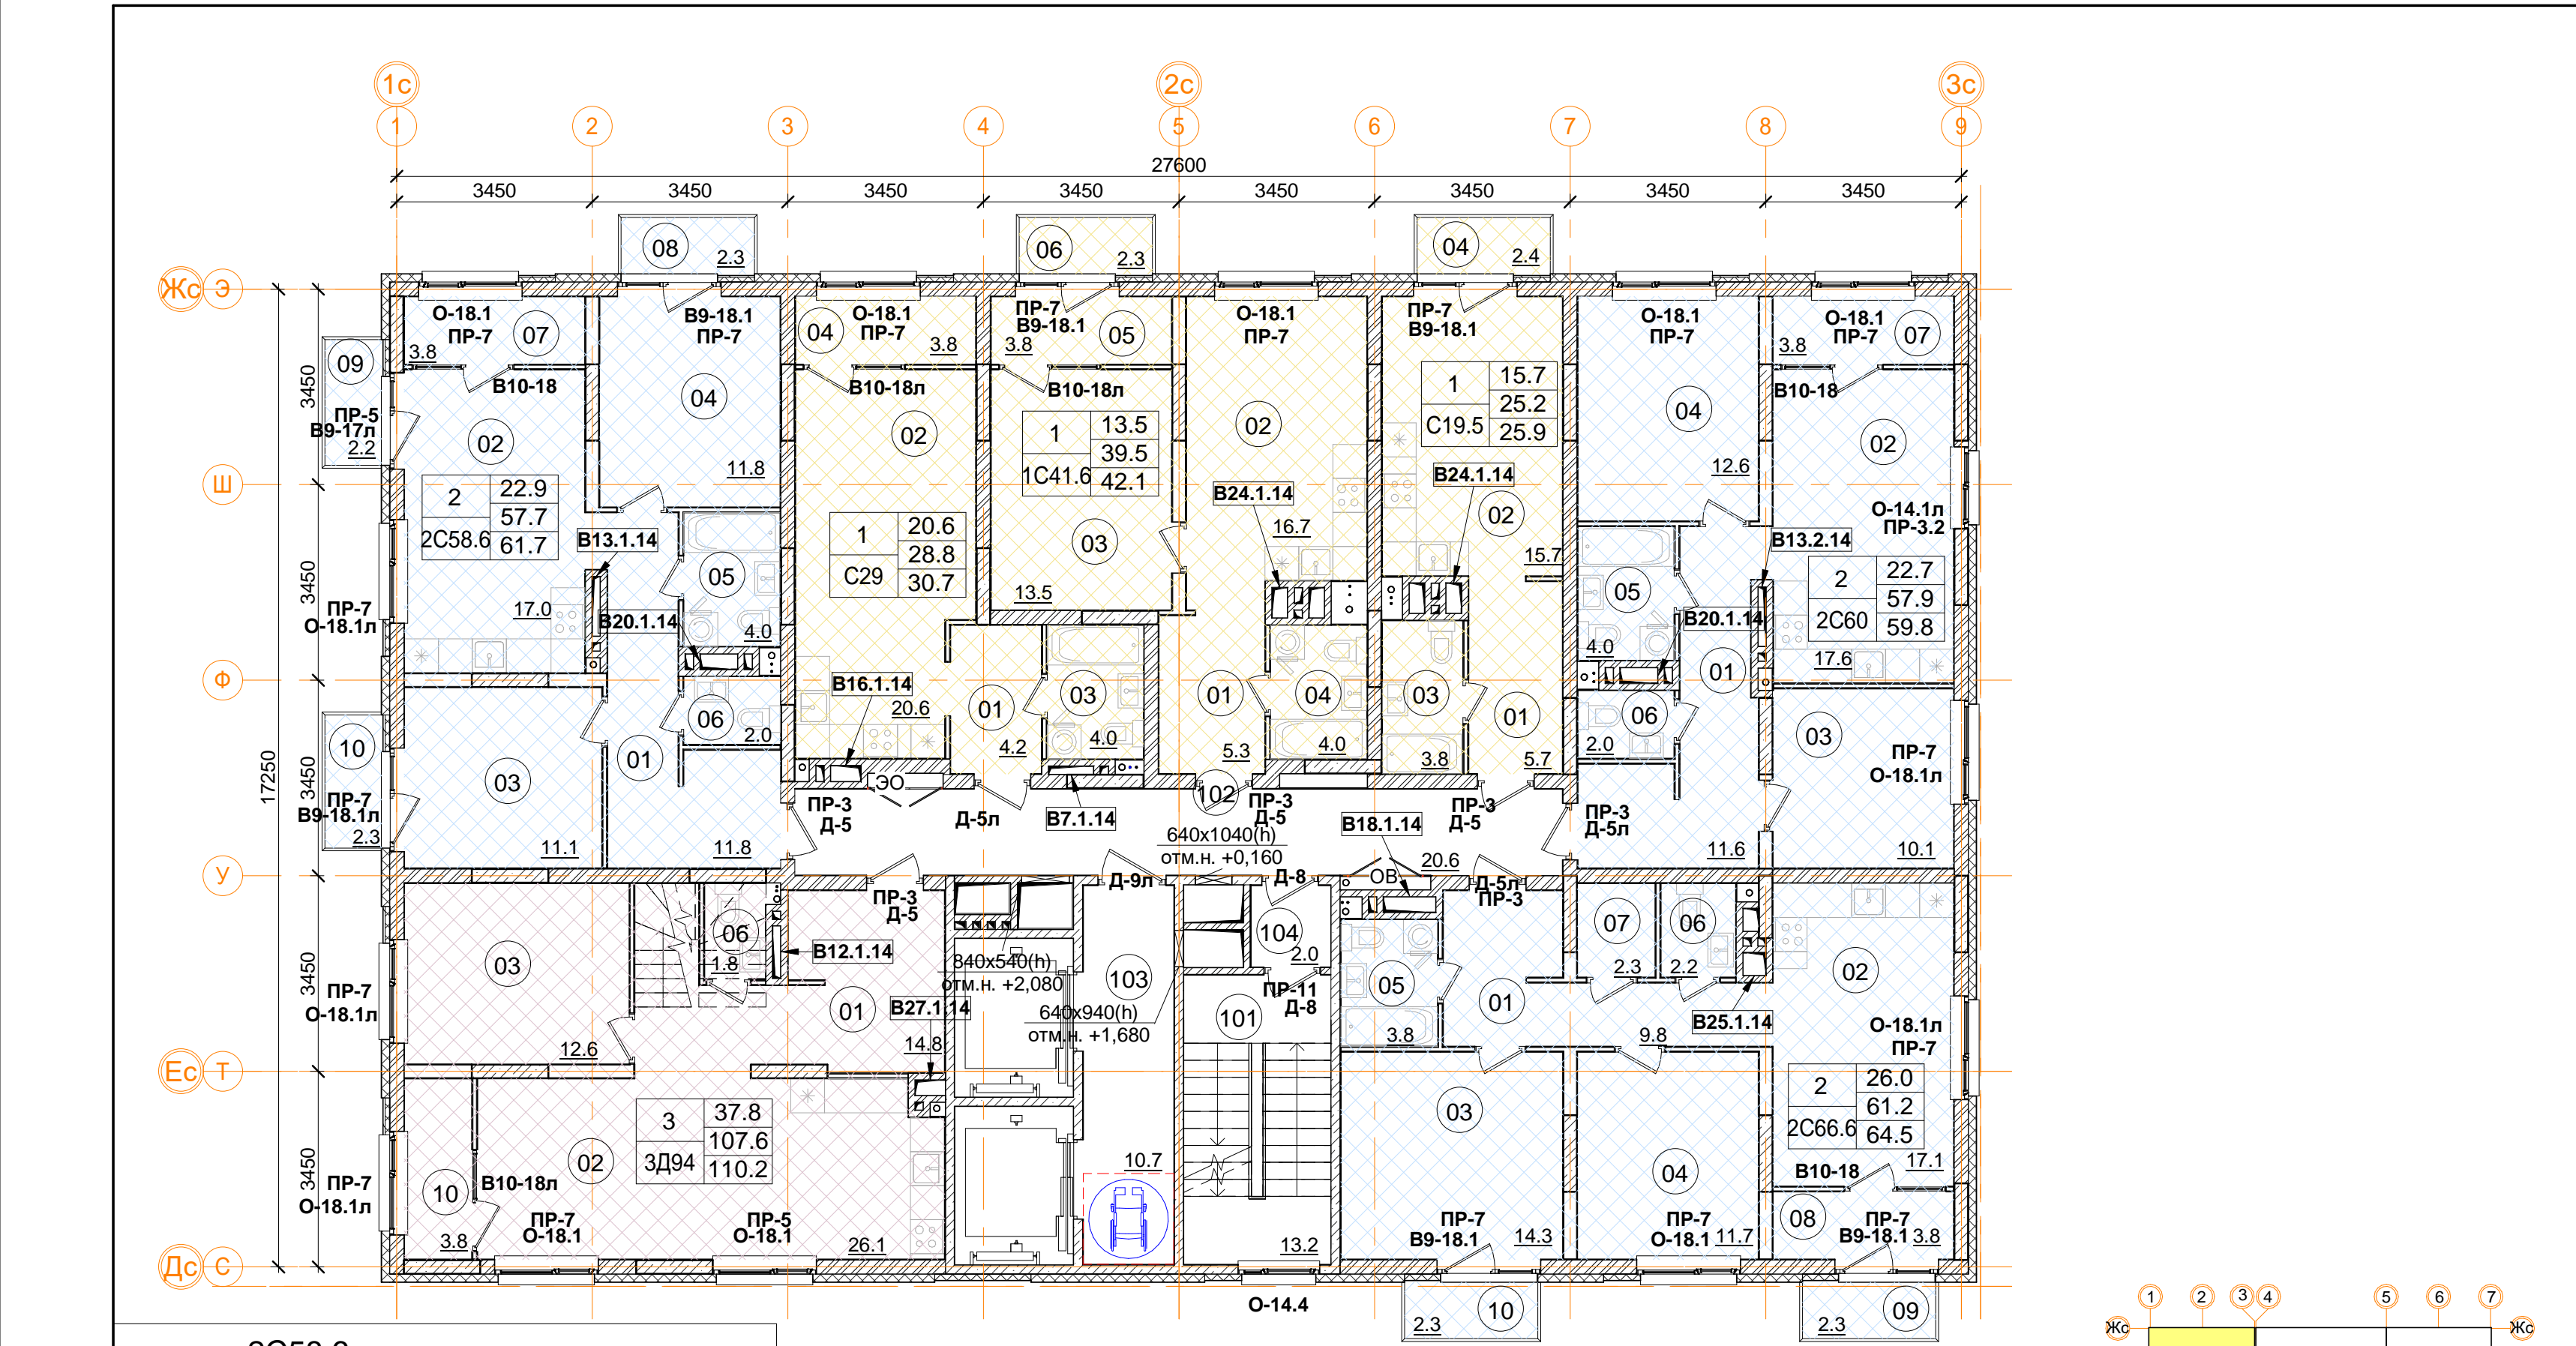 1с 2с 3с
1 2 3 4 5 6 7 8 9
27600
3450 3450 3450 3450 3450 3450 3450 3450
08 2.3
06 2.3
04 2.4
Жс Э
О-18.1
ПР-7
07
3.8
В10-18
В9-18.1
ПР-7
04
11.8
04
О-18.1
ПР-7
3.8
В10-18л
02
ПР-7
В9-18.1
3.8
05
В10-18л
О-18.1
ПР-7
02
16.7
ПР-7
В9-18.1
О-18.1
ПР-7
04
12.6
О-18.1
ПР-7
07
3.8
В10-18
02
09
ПР-5
В9-17л
2.2
3450
02
2 22.9
57.7
2С58.6 61.7
17.0
1 20.6
28.8
С29 30.7
1 13.5
39.5
1С41.6 42.1
1 15.7
25.2
С19.5 25.9
В24.1.14
В24.1.14
02
15.7
Ш
О-14.1л
ПР-3.2
В13.1.14
В13.2.14
2 22.7
57.9
2С60 59.8
17.6
03
13.5
05
4.0
05
4.0
3450
ПР-7
О-18.1л
В20.1.14
В20.1.14
Ф
В16.1.14
20.6
01
4.2
03
4.0
01
5.3
04
4.0
03
3.8
01
5.7
06
2.0
06
2.0
01
01
03
ПР-7
О-18.1л
10.1
11.6
10
ПР-7
В9-18.1л
2.3
3450
17250
03
11.1
11.8
ЭО
102
ПР-3
Д-5
Д-5л
В7.1.14
ПР-3
Д-5
В18.1.14
ПР-3
Д-5
ПР-3
Д-5л
640х1040(h)
отм.н. +0,160
20.6
ОВ
У
Д-9л
Д-8
Д-5л
ПР-3
ПР-3
Д-5
03
12.6
06
1.8
В12.1.14
01
14.8
В27.1.14
840х540(h)
отм.н. +2,080
640х940(h)
отм.н. +1,680
103
10.7
104
2.0
ПР-11
Д-8
101
13.2
05
3.8
01
9.8
07
2.3
06
2.2
В25.1.14
02
О-18.1л
ПР-7
3450
ПР-7
О-18.1л
Ес Т
3 37.8
107.6
3Д94 110.2
2 26.0
61.2
2С66.6 64.5
17.1
3450
ПР-7
О-18.1л
10
3.8
В10-18л
02
ПР-7
О-18.1
ПР-5
О-18.1
26.1
03
ПР-7
В9-18.1
14.3
04
ПР-7
О-18.1
11.7
В10-18
08
ПР-7
В9-18.1
3.8
Дс С
О-14.4
2.3 10
2.3 09
1 2 3 4 5 6 7
Жс Жс